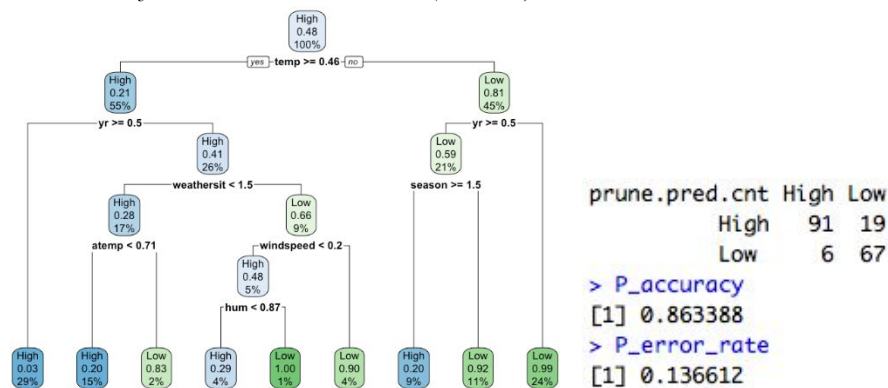 High
0.48
100%
yes temp >= 0.46 no
High
0.21
55%
Low
0.81
45%
yr >= 0.5
yr >= 0.5
High
0.41
26%
Low
0.59
21%
weathersit < 1.5
season >= 1.5
High
0.28
17%
Low
0.66
9%
atemp < 0.71
windspeed < 0.2
High
0.48
5%
hum < 0.87
High
0.03
29%
High
0.20
15%
Low
0.83
2%
High
0.29
4%
Low
1.00
1%
Low
0.90
4%
High
0.20
9%
Low
0.92
11%
Low
0.99
24%
prune.pred.cnt High Low
High 91 19
Low 6 67
> P_accuracy
[1] 0.863388
> P_error_rate
[1] 0.136612